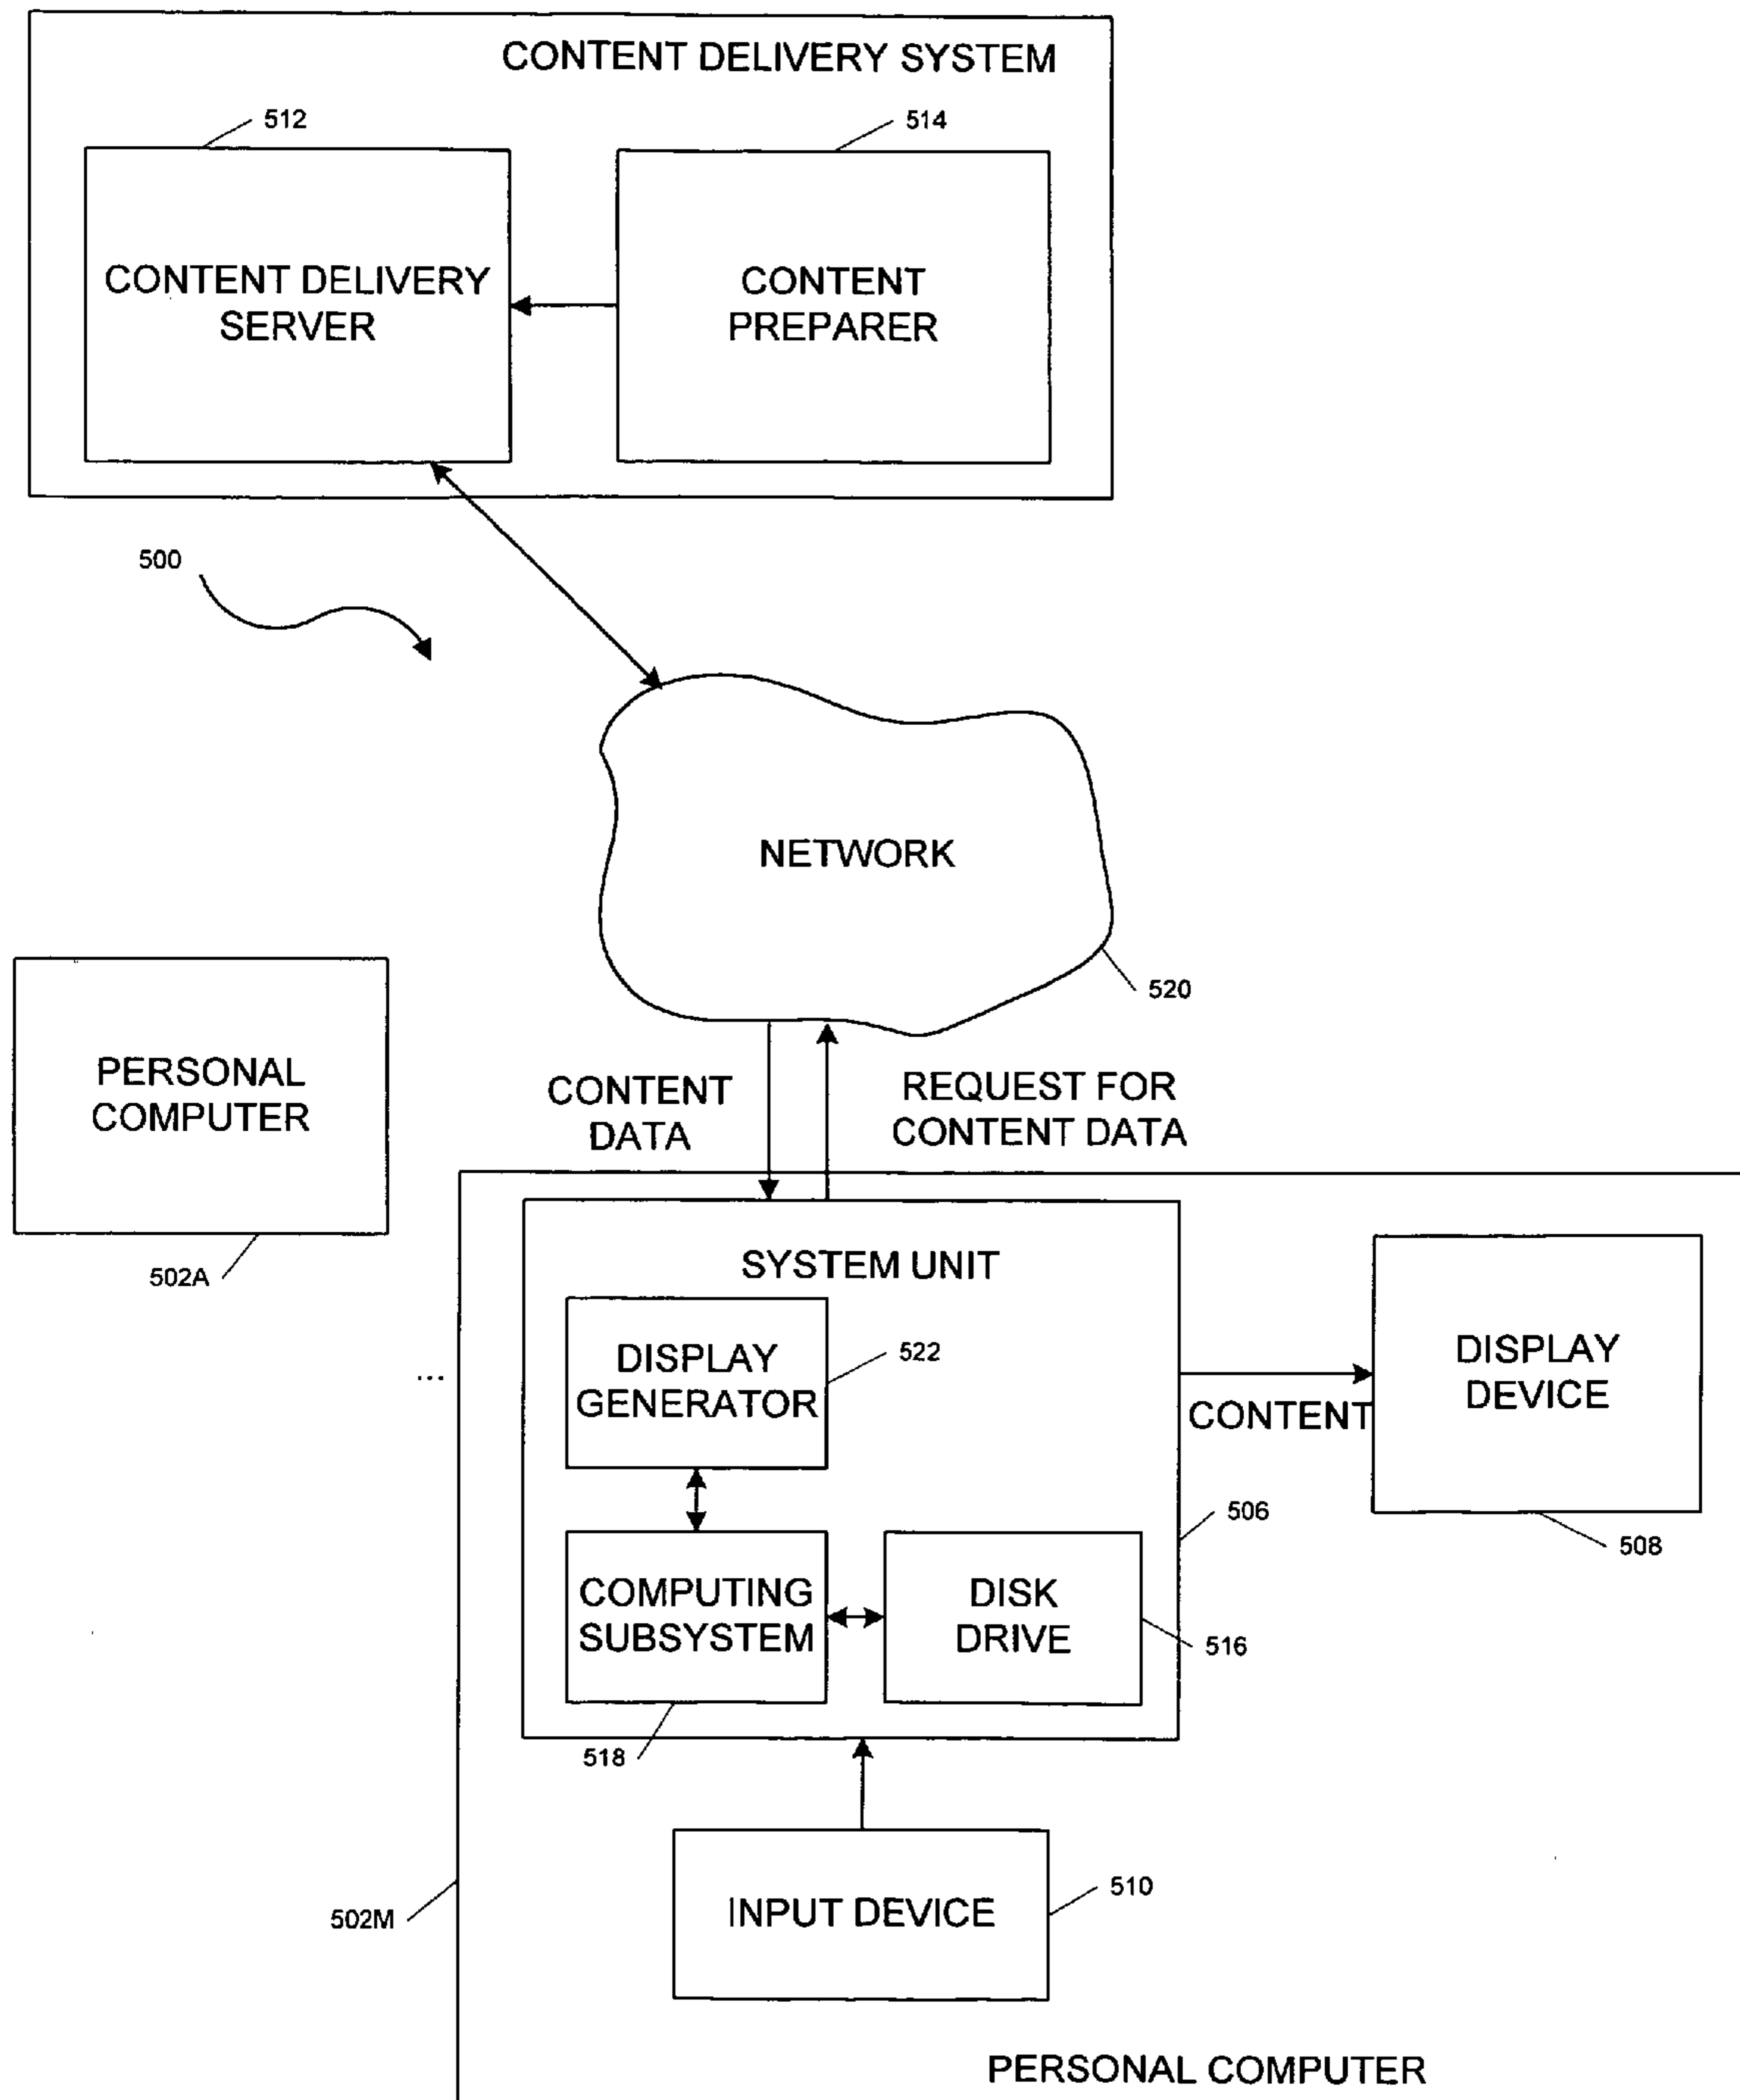 CONTENT DELIVERY SYSTEM
512
514
CONTENT DELIVERY
SERVER
CONTENT
PREPARER
500
NETWORK
520
PERSONAL
COMPUTER
502A
CONTENT
DATA
REQUEST FOR
CONTENT DATA
SYSTEM UNIT
DISPLAY
GENERATOR
522
...
CONTENT
DISPLAY
DEVICE
508
506
COMPUTING
SUBSYSTEM
DISK
DRIVE
516
518
INPUT DEVICE
510
502M
PERSONAL COMPUTER